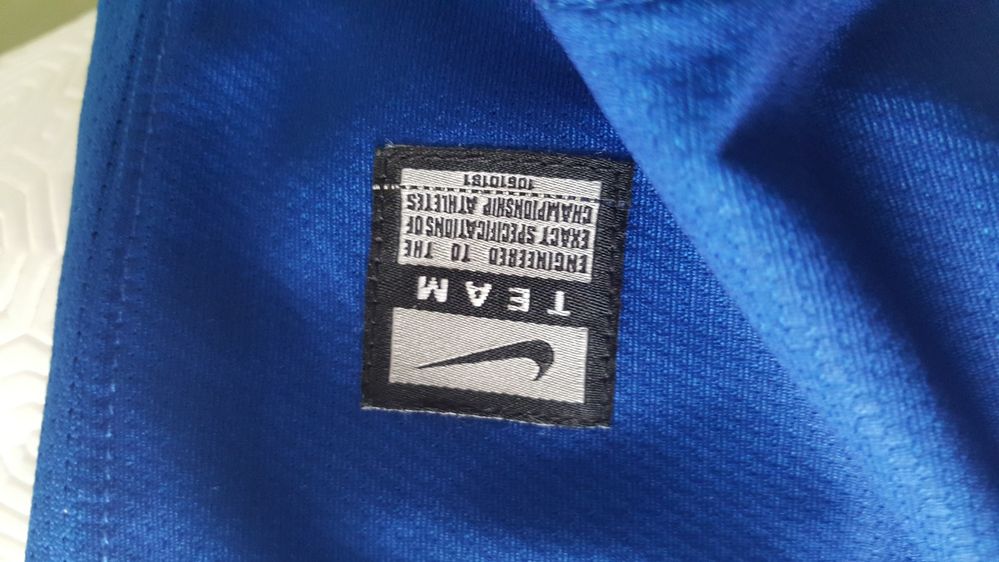 TEAM
ENGINEERED TO THE
EXACT SPECIFICATIONS OF
CHAMPIONSHIP ATHLETES
10610181